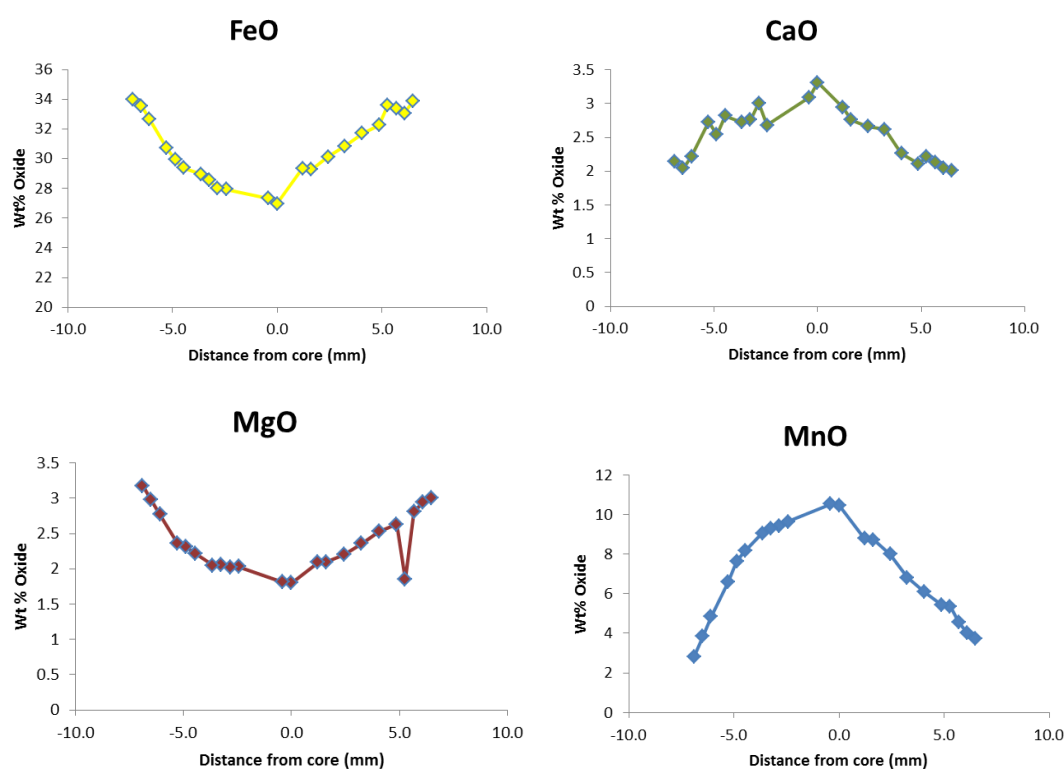 FeO
36
34
32
30
28
26
24
22
20
Wt% Oxide
-10.0 -5.0 0.0 5.0 10.0
Distance from core (mm)
CaO
3.5
3
2.5
2
1.5
1
0.5
0
Wt % Oxide
-10.0 -5.0 0.0 5.0 10.0
Distance from core (mm)
MgO
3.5
3
2.5
2
1.5
1
0.5
0
Wt % Oxide
-10.0 -5.0 0.0 5.0 10.0
Distance from core (mm)
MnO
12
10
8
6
4
2
0
Wt% Oxide
-10.0 -5.0 0.0 5.0 10.0
Distance from core (mm)